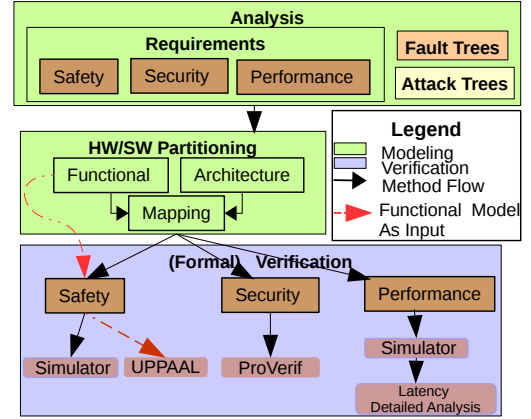 Analysis
Requirements
Safety
Security
Performance
Fault Trees
Attack Trees
HW/SW Partitioning
Functional
Architecture
Mapping
Legend
Modeling
Verification
Method Flow
Functional Model
As Input
(Formal) Verification
Safety
Security
Performance
Simulator
UPPAAL
ProVerif
Simulator
Latency
Detailed Analysis